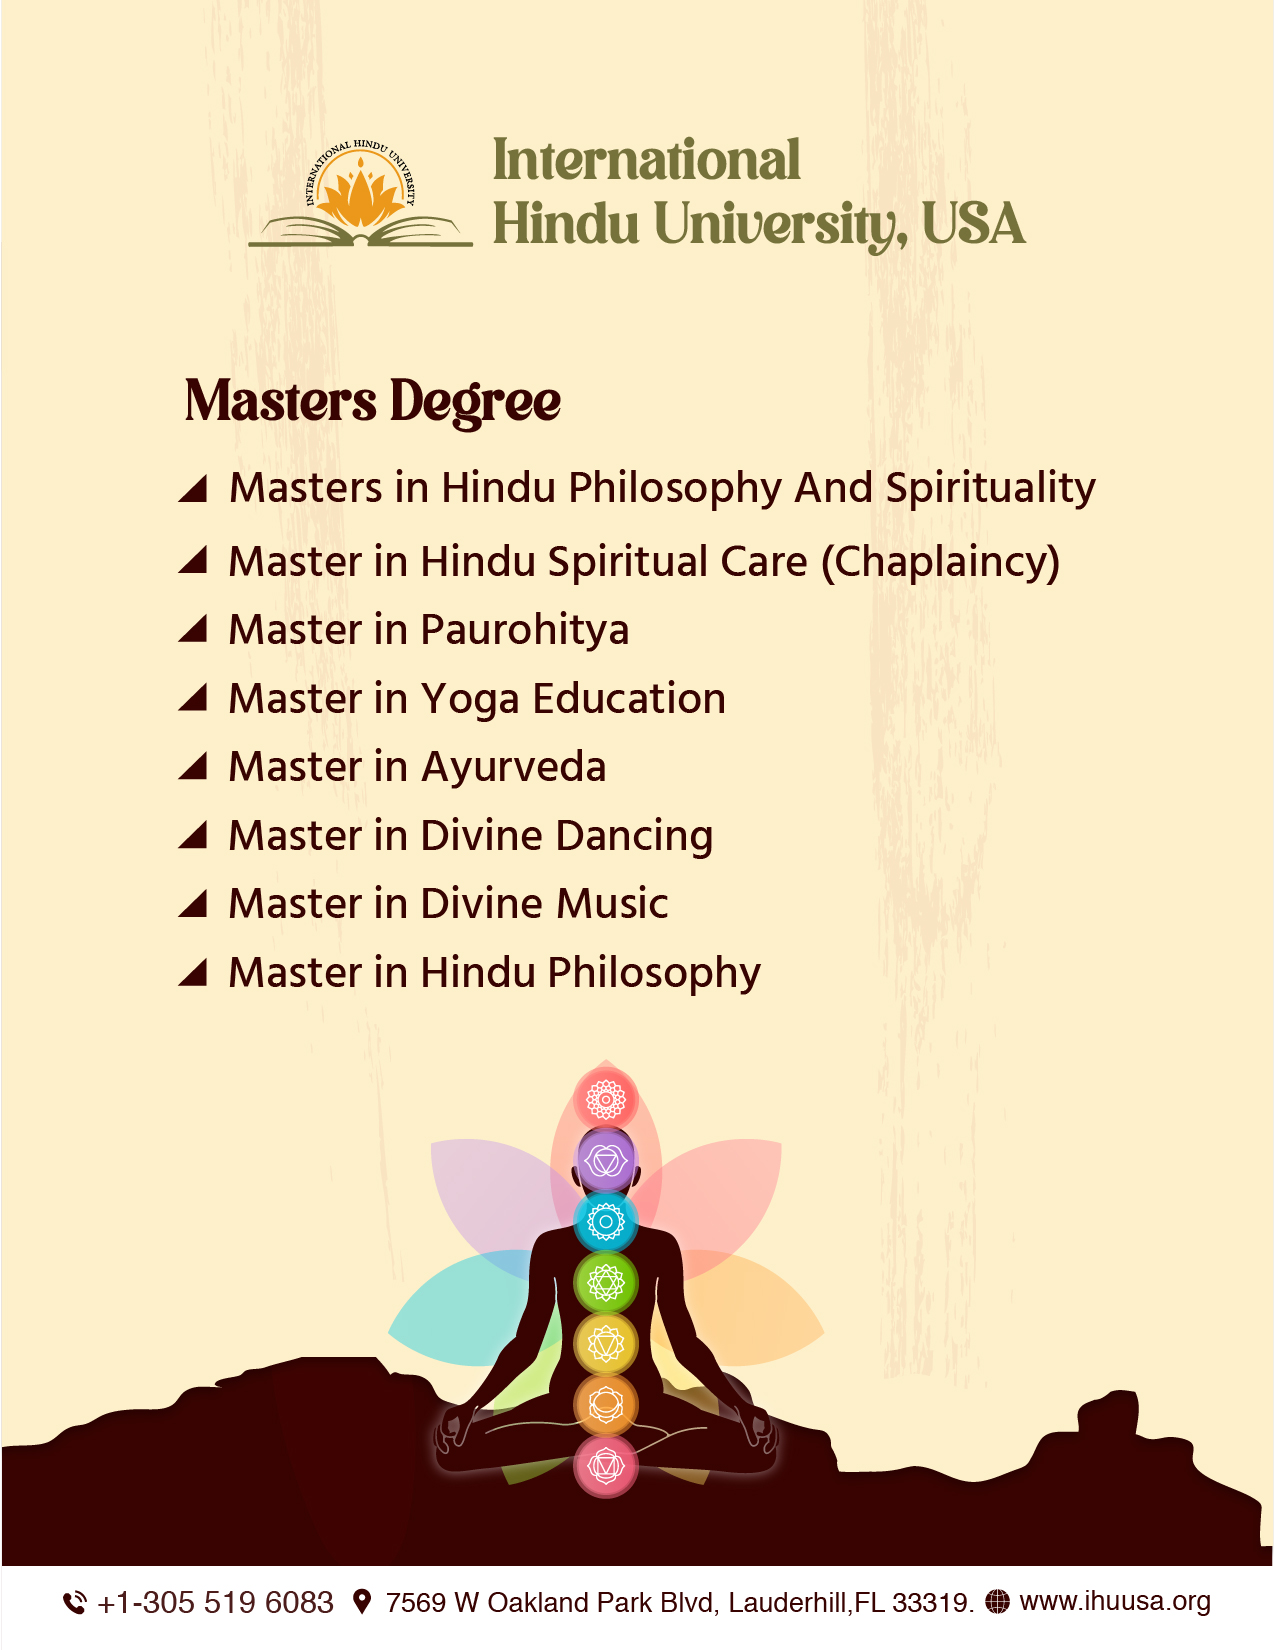 INTERNATIONAL HINDU UNIVERSITY
International
Hindu University, USA
Masters Degree
Masters in Hindu Philosophy And Spirituality
Master in Hindu Spiritual Care (Chaplaincy)
Master in Paurohitya
Master in Yoga Education
Master in Ayurveda
Master in Divine Dancing
Master in Divine Music
Master in Hindu Philosophy
+1-305 519 6083 7569 W Oakland Park Blvd, Lauderhill,FL 33319. www.ihuusa.org